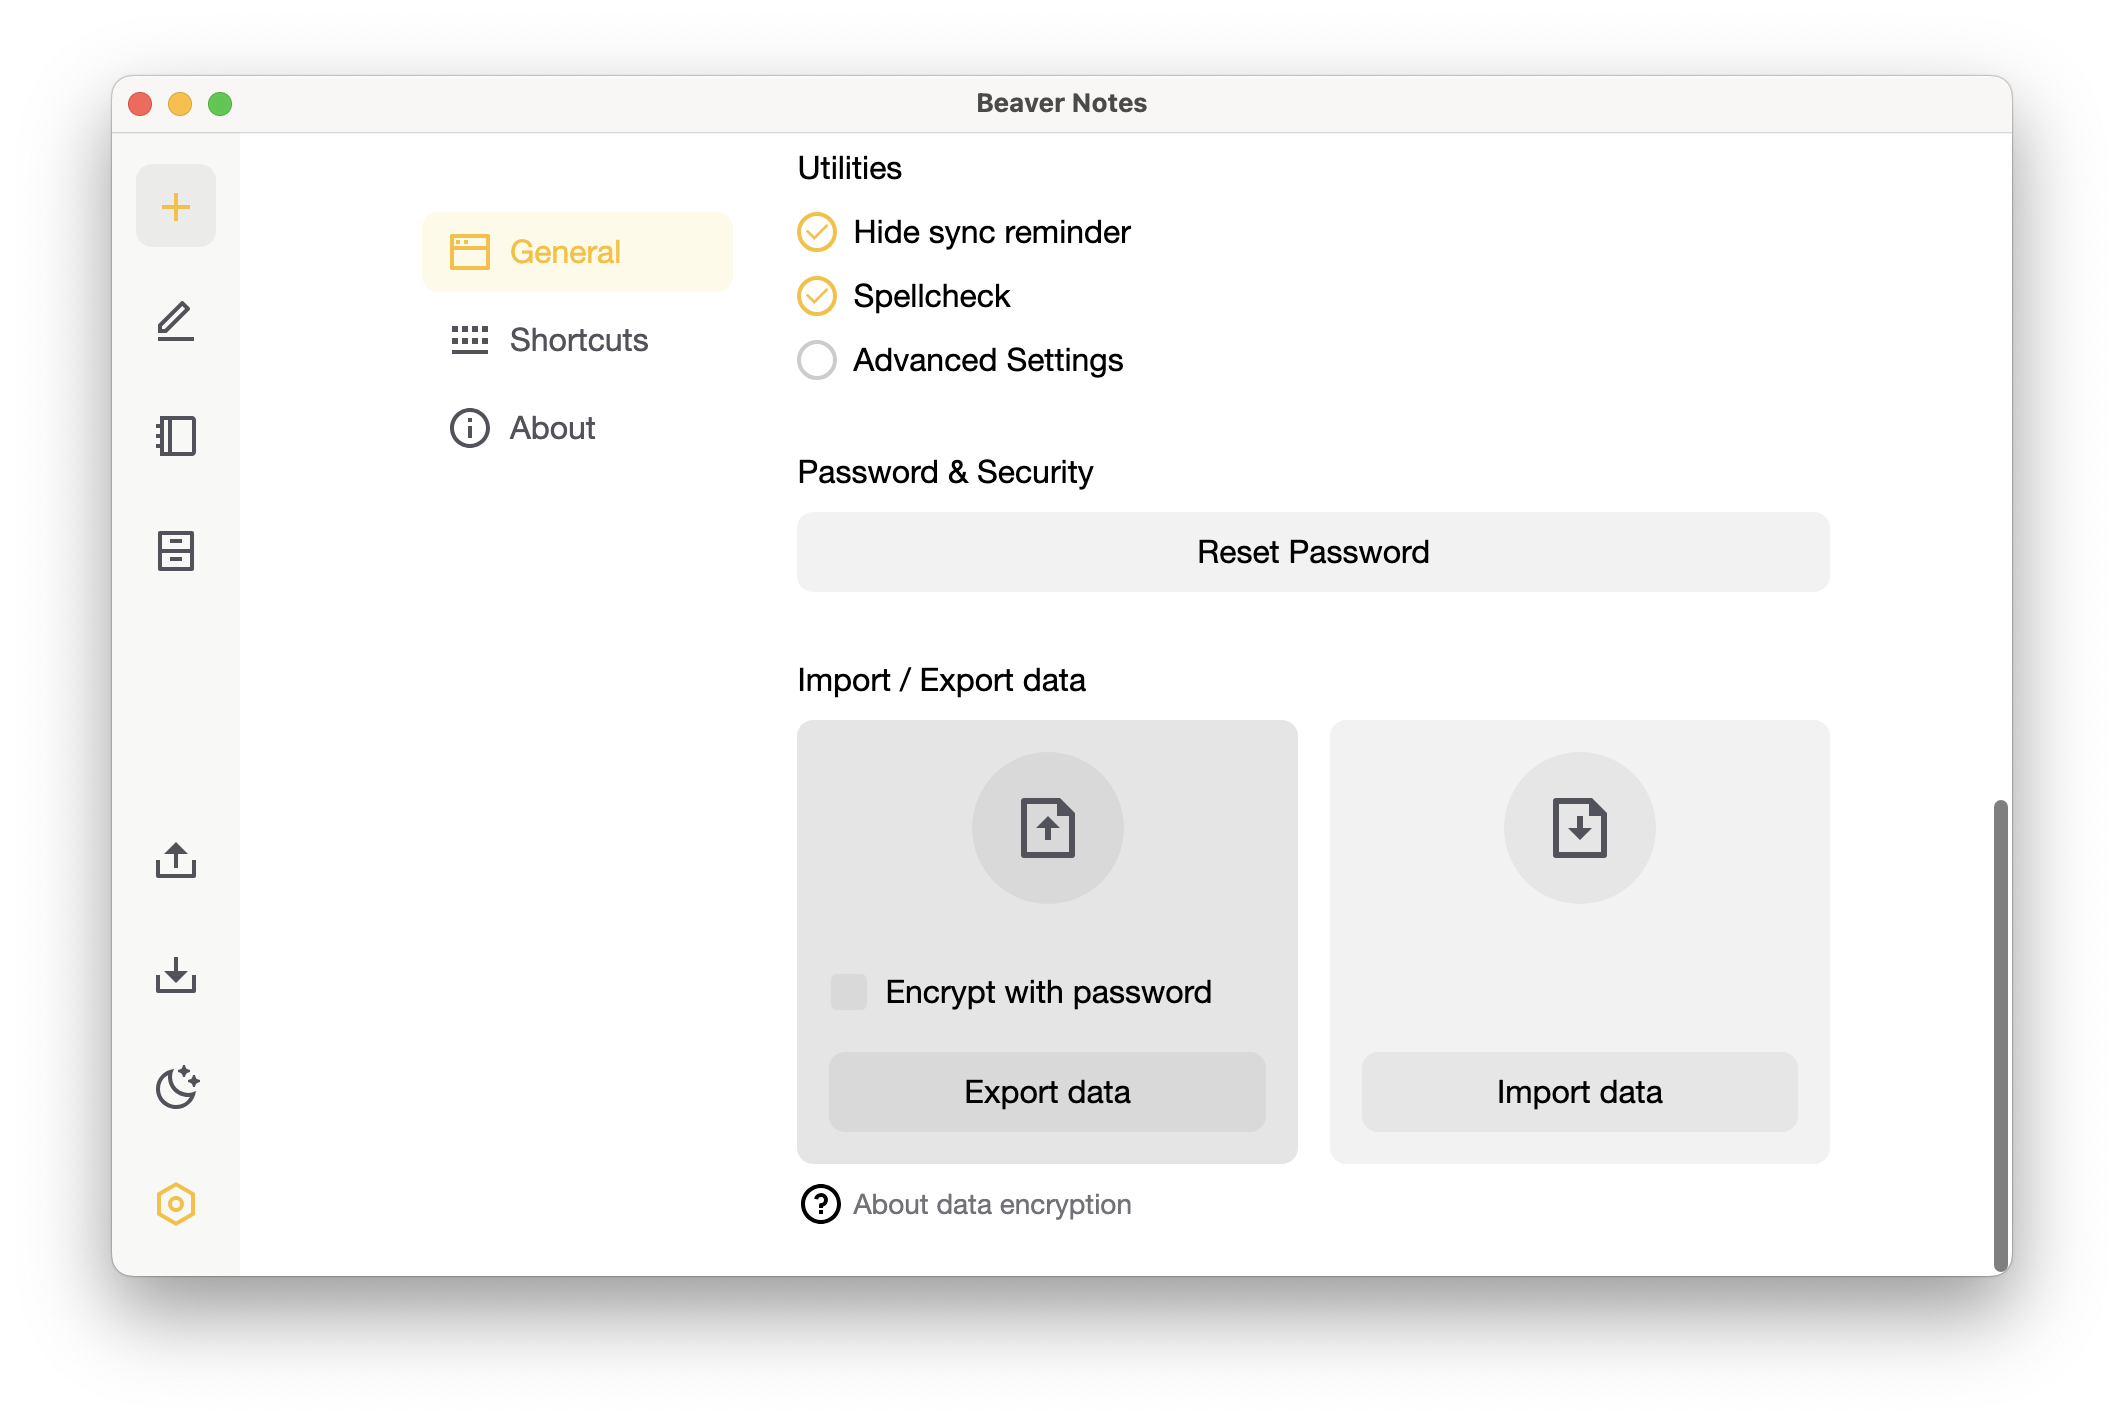 Beaver Notes
General
Shortcuts
About
Utilities
Hide sync reminder
Spellcheck
Advanced Settings
Password & Security
Reset Password
Import / Export data
Encrypt with password
Export data
Import data
About data encryption